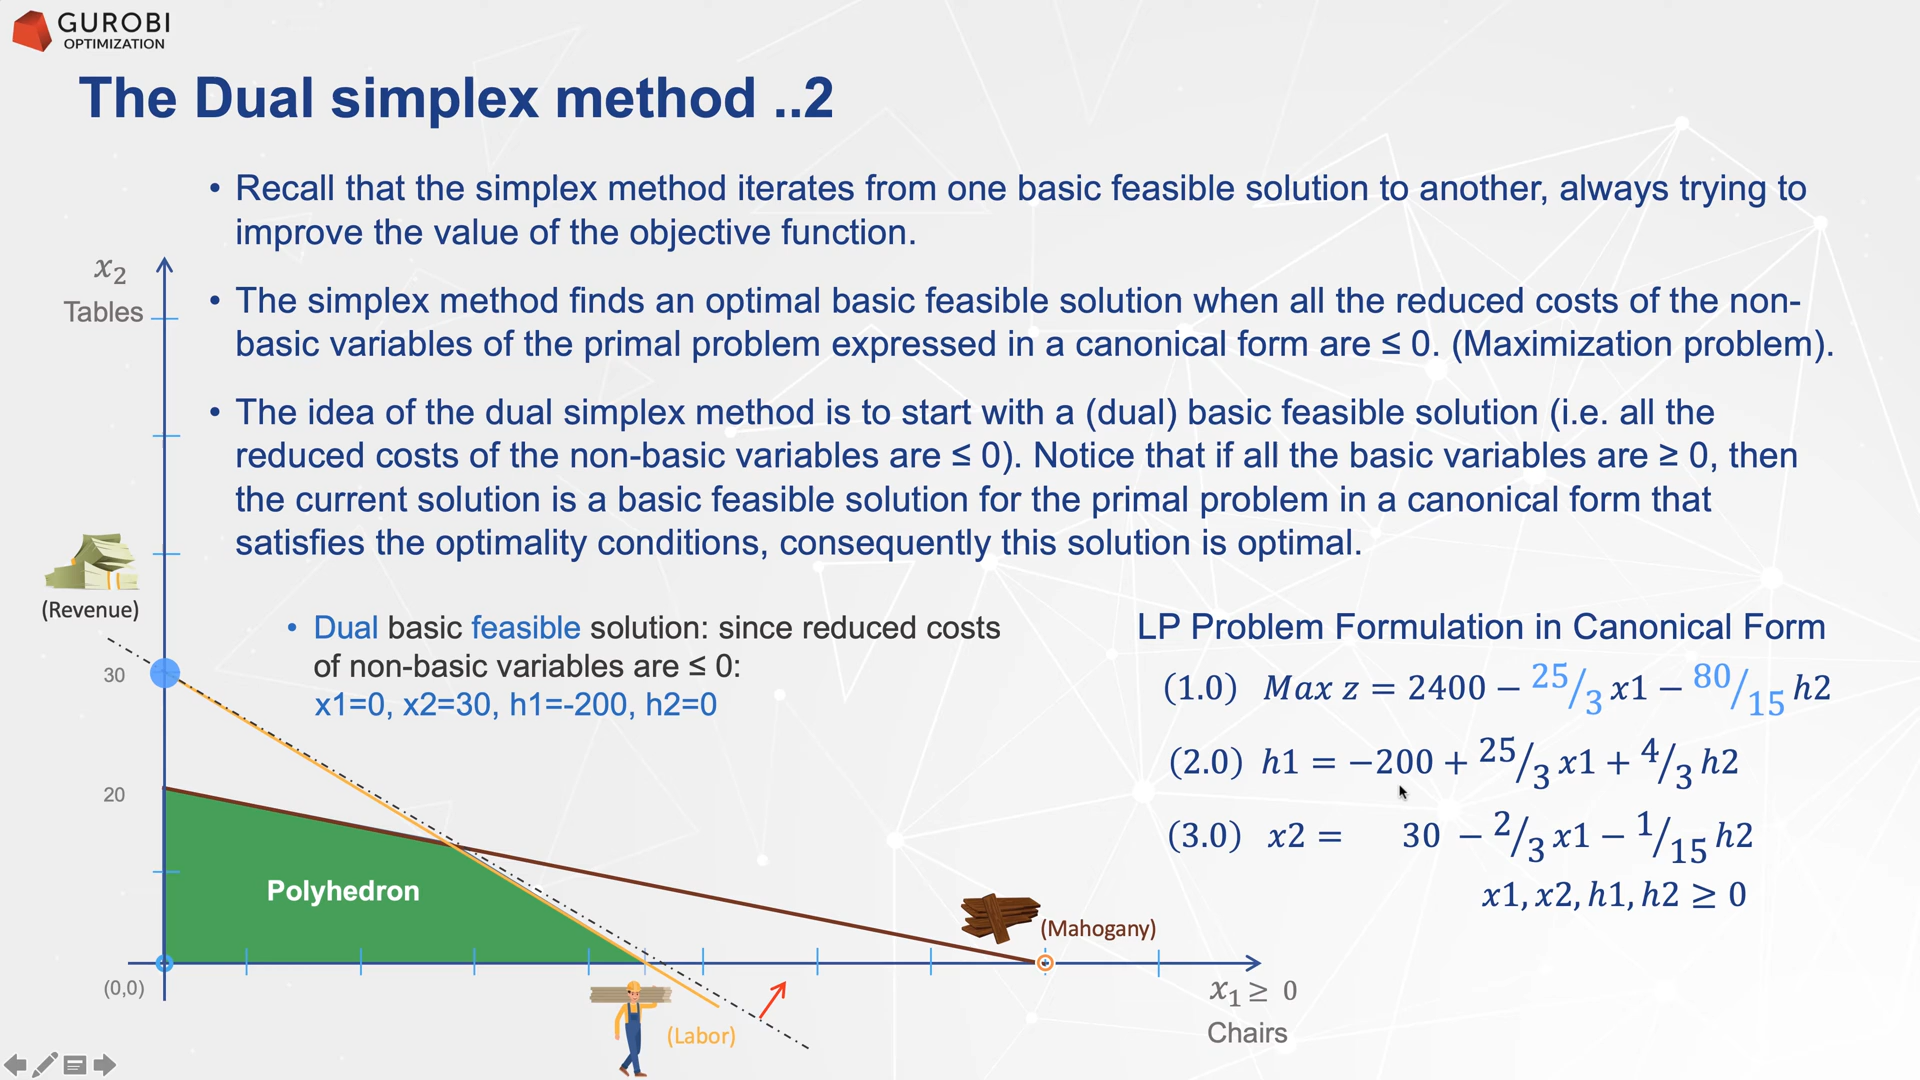 GUROBI
OPTIMIZATION
The Dual simplex method ..2
• Recall that the simplex method iterates from one basic feasible solution to another, always trying to
improve the value of the objective function.
• The simplex method finds an optimal basic feasible solution when all the reduced costs of the non-
basic variables of the primal problem expressed in a canonical form are ≤ 0. (Maximization problem).
• The idea of the dual simplex method is to start with a (dual) basic feasible solution (i.e. all the
reduced costs of the non-basic variables are ≤ 0). Notice that if all the basic variables are ≥ 0, then
the current solution is a basic feasible solution for the primal problem in a canonical form that
satisfies the optimality conditions, consequently this solution is optimal.
x₂
Tables
(Revenue)
30
20
(0,0)
• Dual basic feasible solution: since reduced costs
of non-basic variables are ≤ 0:
x1=0, x2=30, h1=-200, h2=0
LP Problem Formulation in Canonical Form
(1.0) Max z = 2400 − 25/3 x1 − 80/15 h2
(2.0) h1 = −200 + 25/3 x1 + 4/3 h2
(3.0) x2 = 30 − 2/3 x1 − 1/15 h2
x1, x2, h1, h2 ≥ 0
Polyhedron
(Mahogany)
(Labor)
x₁ ≥ 0
Chairs